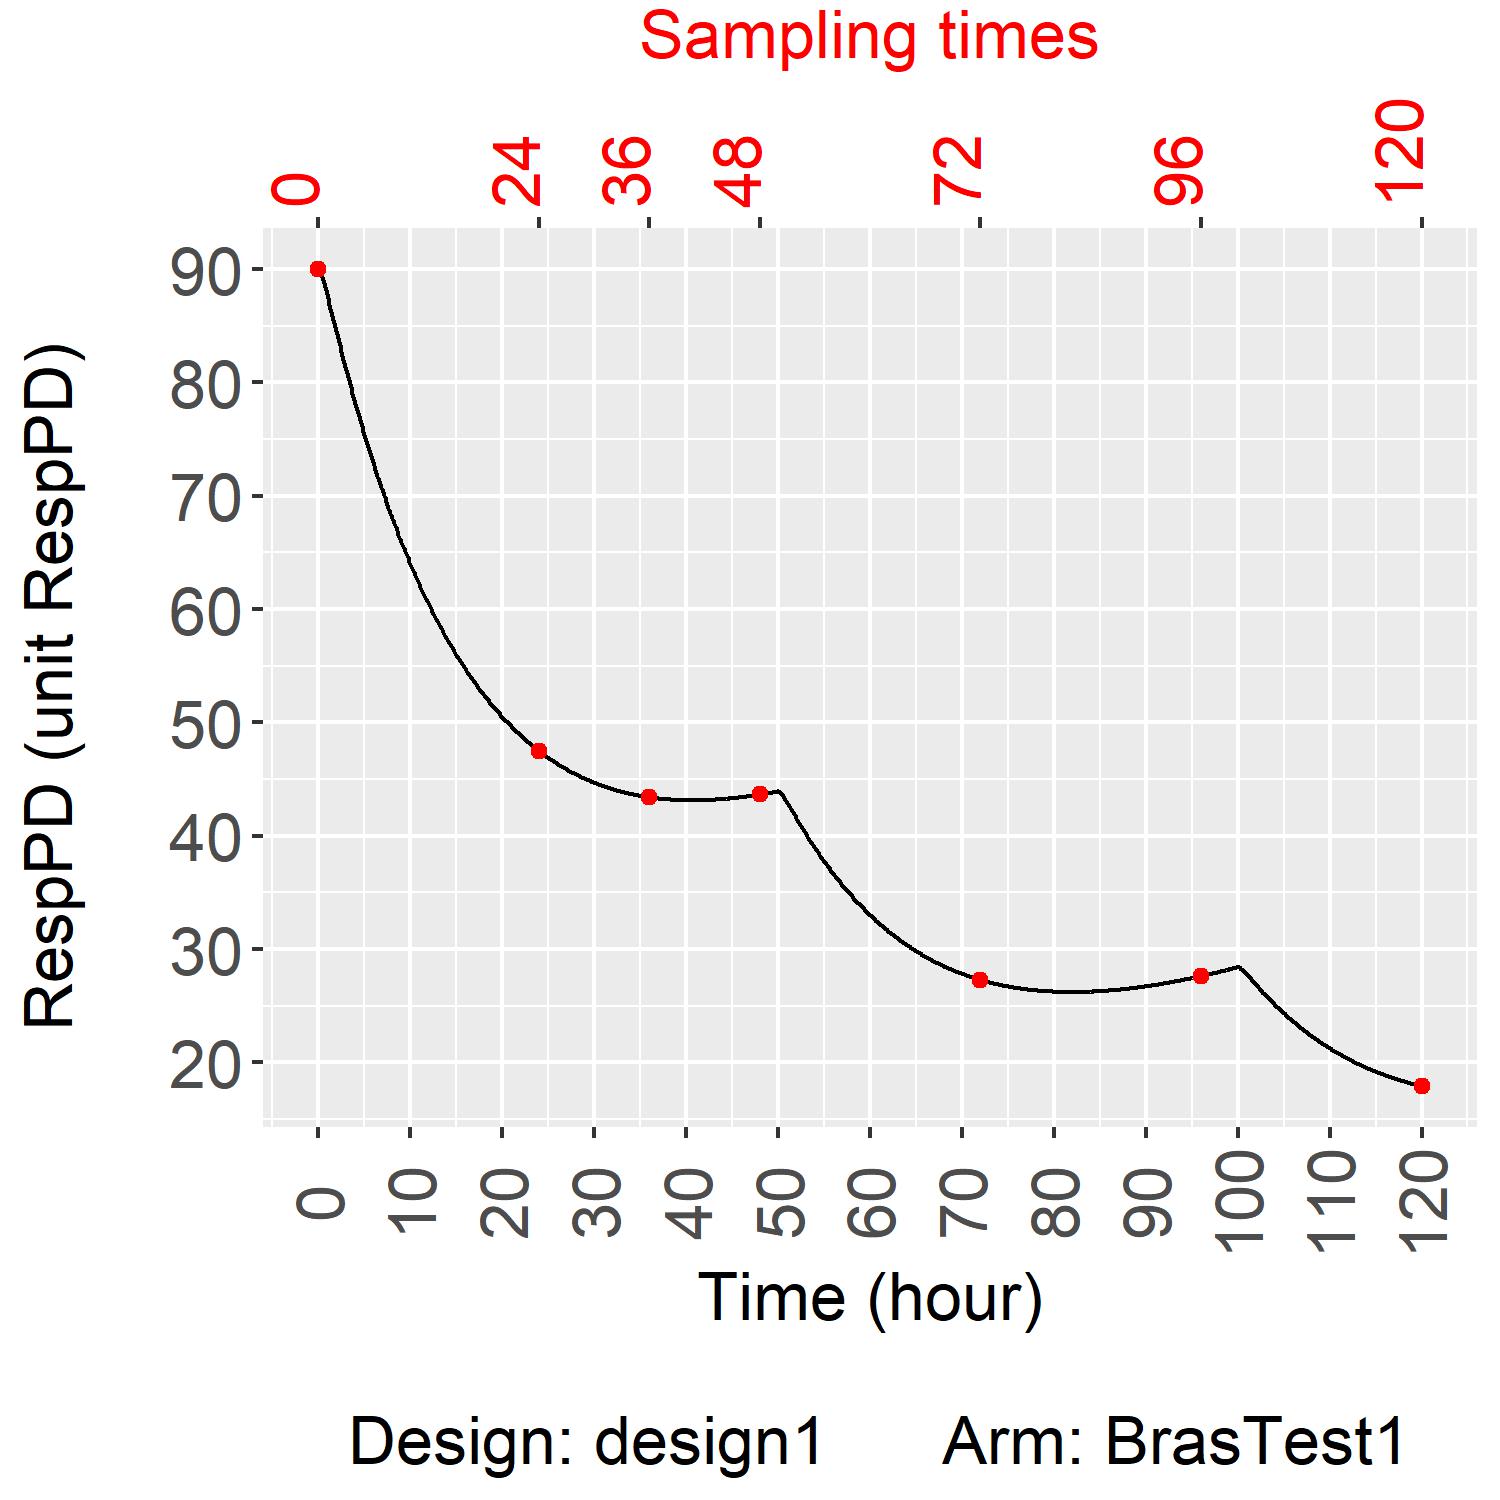 Sampling times
0 24 36 48 72 96 120
RespPD (unit RespPD)
90
80
70
60
50
40
30
20
0 10 20 30 40 50 60 70 80 90 100 110 120
Time (hour)
Design: design1 Arm: BrasTest1